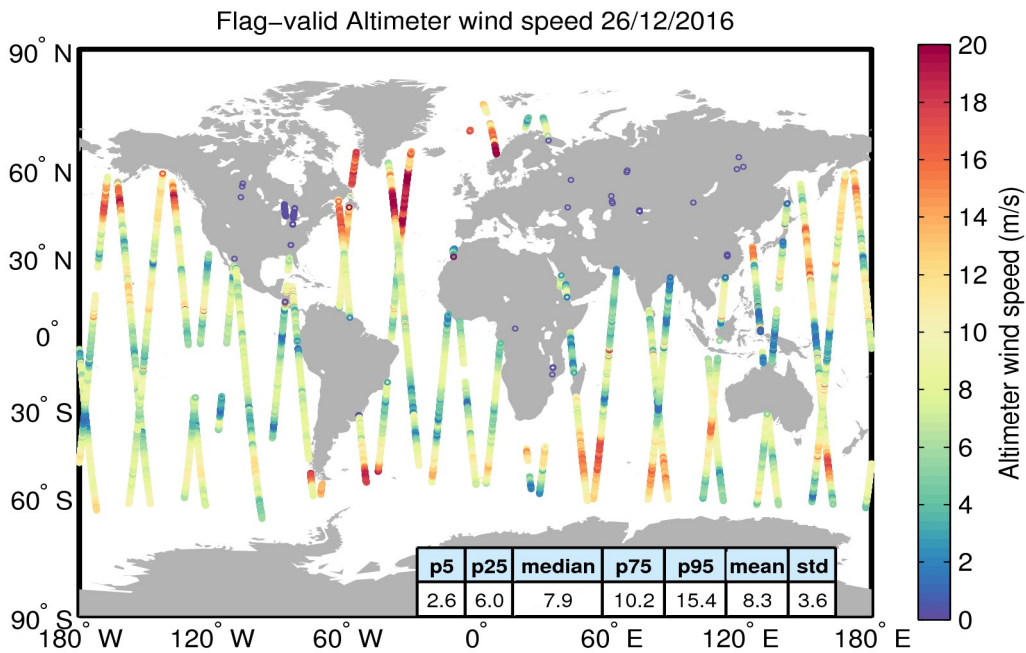 Flag−valid Altimeter wind speed 26/12/2016
90° N
60° N
30° N
0°
30° S
60° S
90° S
180° W
120° W
60° W
0°
60° E
120° E
180° E
p5 p25 median p75 p95 mean std
2.6 6.0 7.9 10.2 15.4 8.3 3.6
20
18
16
14
12
10
8
6
4
2
0
Altimeter wind speed (m/s)